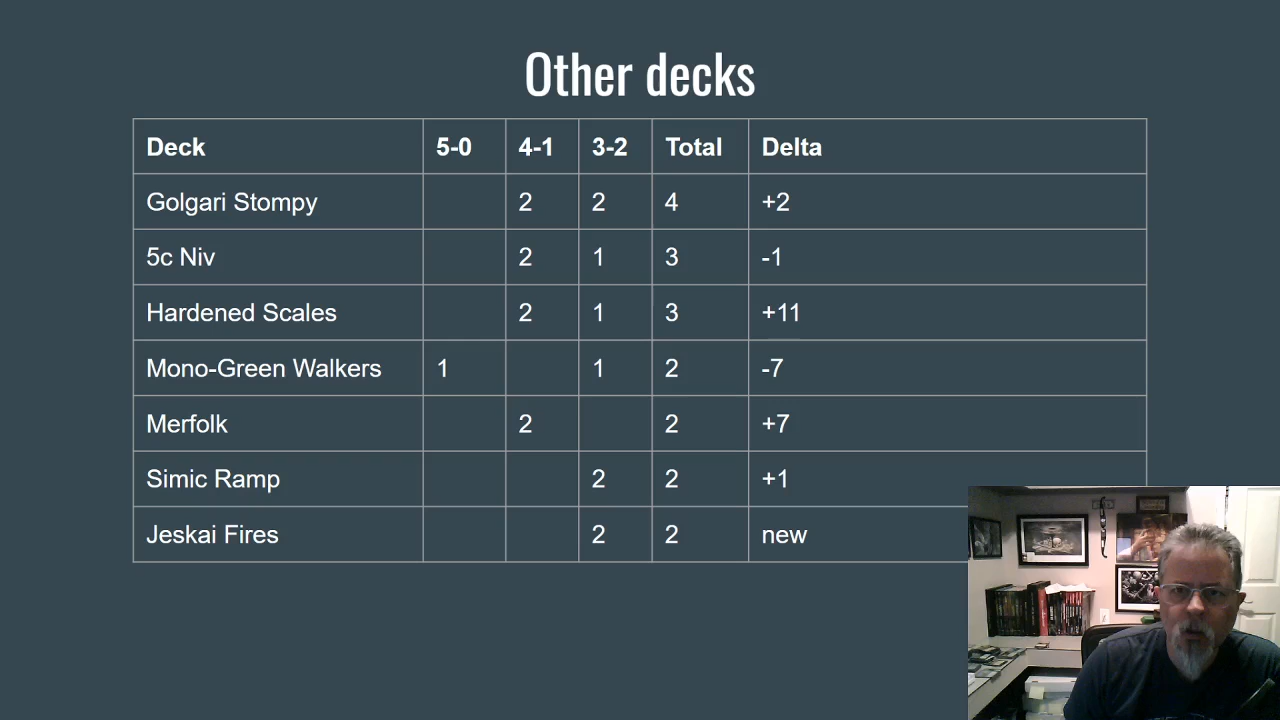 Other decks
Deck 5-0 4-1 3-2 Total Delta
Golgari Stompy 2 2 4 +2
5c Niv 2 1 3 -1
Hardened Scales 2 1 3 +11
Mono-Green Walkers 1 1 2 -7
Merfolk 2 2 +7
Simic Ramp 2 2 +1
Jeskai Fires 2 2 new